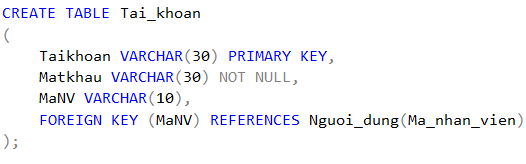 CREATE TABLE Tai_khoan
(
    Taikhoan VARCHAR(30) PRIMARY KEY,
    Matkhau VARCHAR(30) NOT NULL,
    MaNV VARCHAR(10),
    FOREIGN KEY (MaNV) REFERENCES Nguoi_dung(Ma_nhan_vien)
);